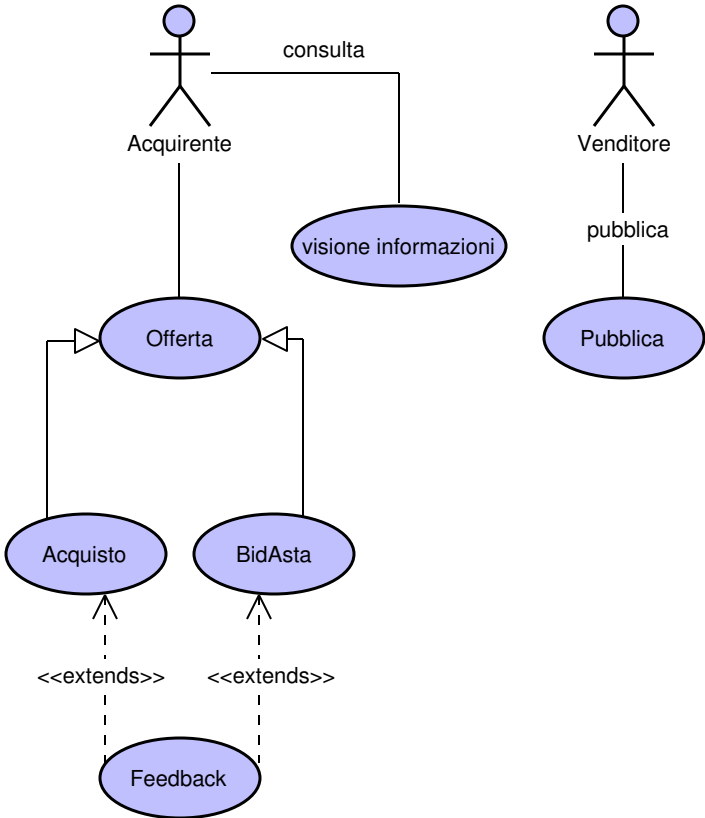 consulta
Acquirente
Venditore
pubblica
visione informazioni
Offerta
Pubblica
Acquisto
BidAsta
<<extends>>
<<extends>>
Feedback